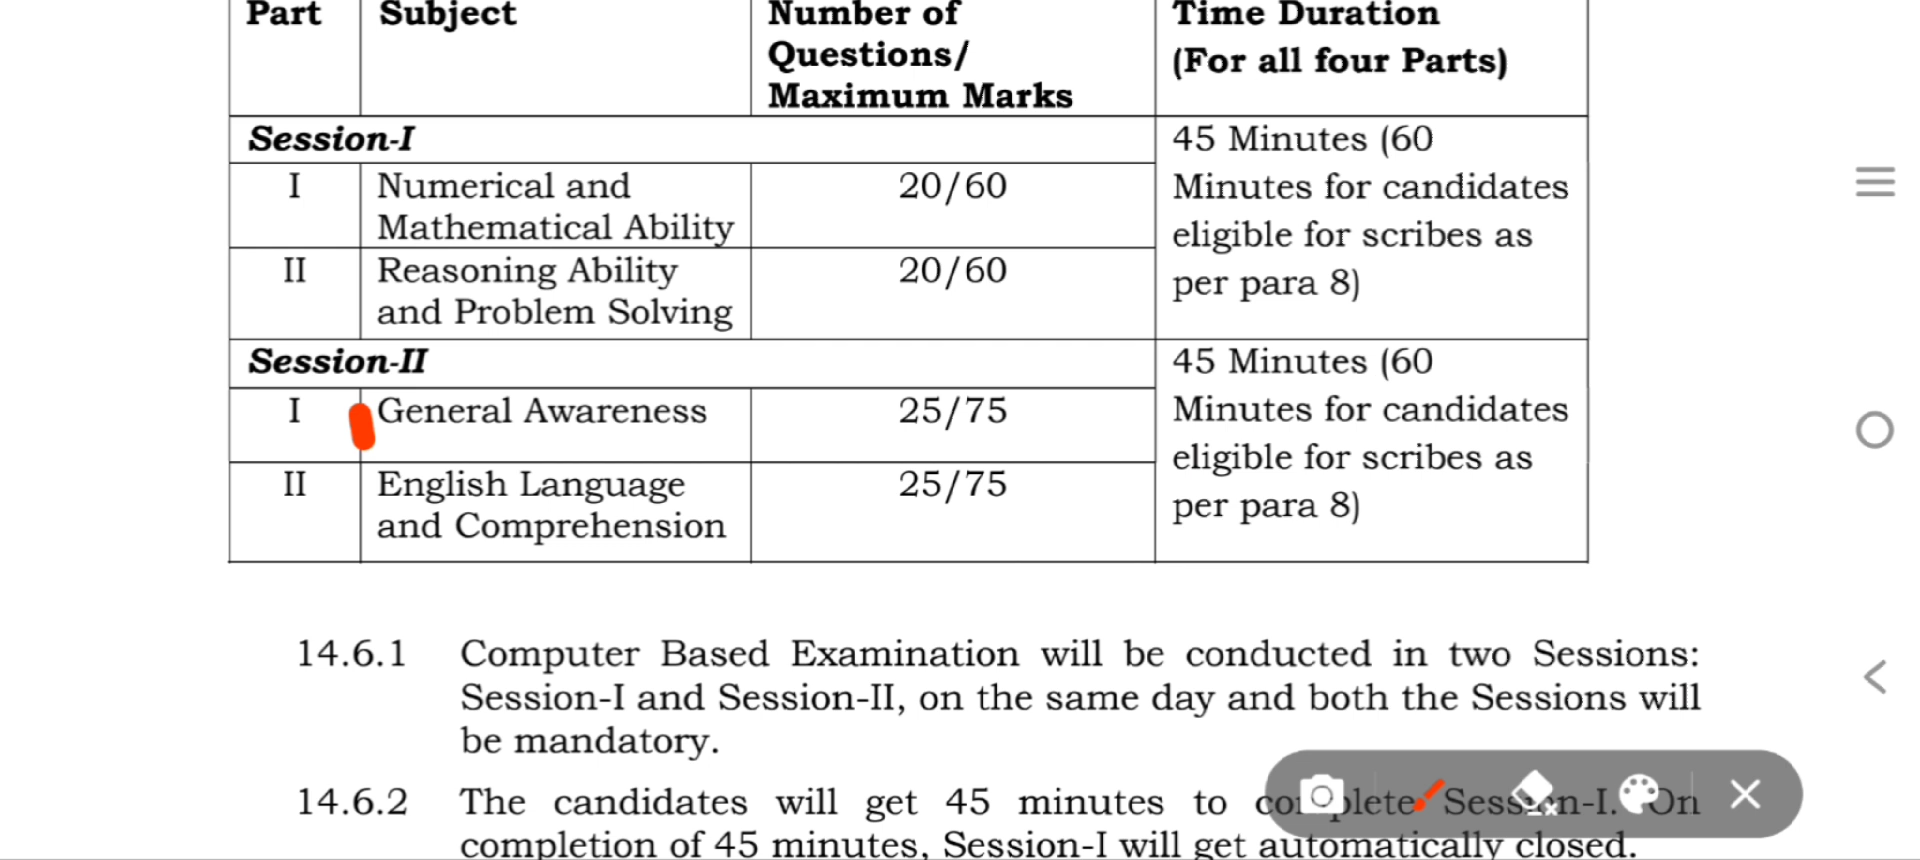 Part Subject Number of Questions/ Maximum Marks Time Duration (For all four Parts)
Session-I 45 Minutes (60
I Numerical and Mathematical Ability 20/60 Minutes for candidates
II Reasoning Ability and Problem Solving 20/60 eligible for scribes as per para 8)
Session-II 45 Minutes (60
I General Awareness 25/75 Minutes for candidates
II English Language and Comprehension 25/75 eligible for scribes as per para 8)
14.6.1 Computer Based Examination will be conducted in two Sessions:
Session-I and Session-II, on the same day and both the Sessions will
be mandatory.
14.6.2 The candidates will get 45 minutes to complete Session-I. On
completion of 45 minutes, Session-I will get automatically closed.